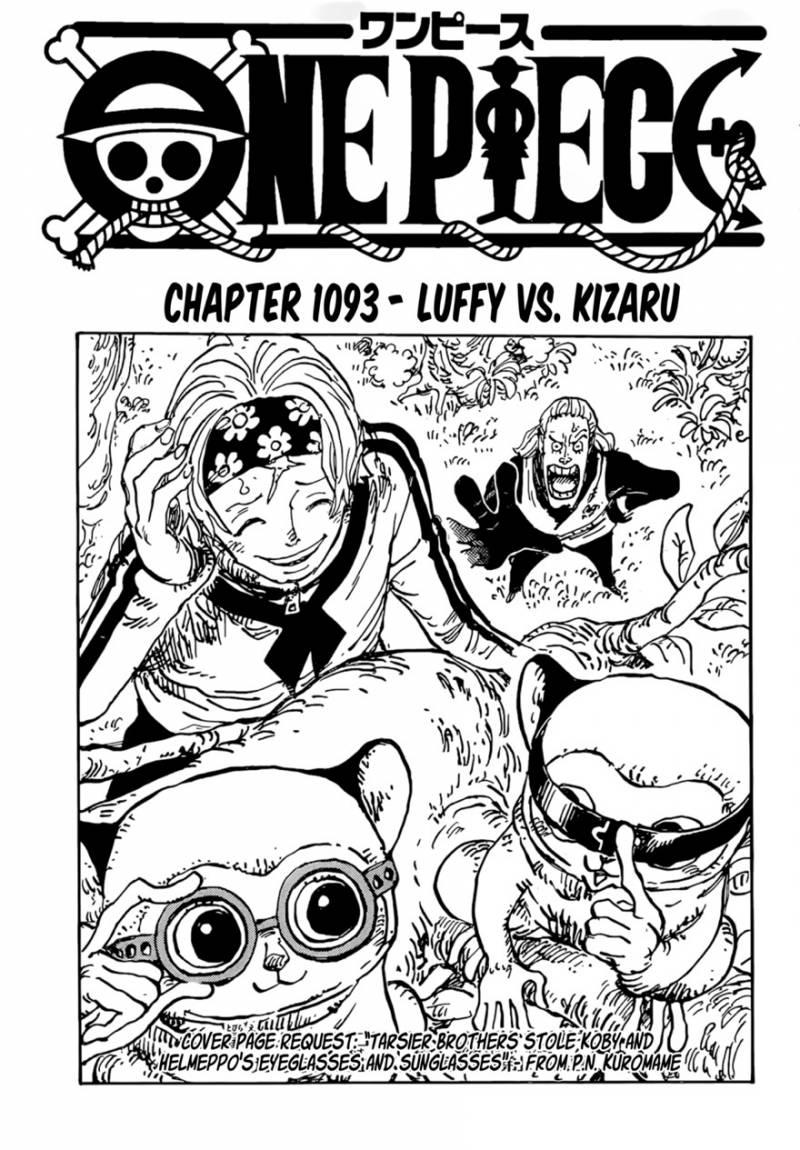 ワンピース
ONE PIECE
CHAPTER 1093 - LUFFY VS. KIZARU
COVER PAGE REQUEST: "TARSIER BROTHERS STOLE KOBY AND
HELMEPPO'S EYEGLASSES AND SUNGLASSES" - FROM P.N. KUROMAME